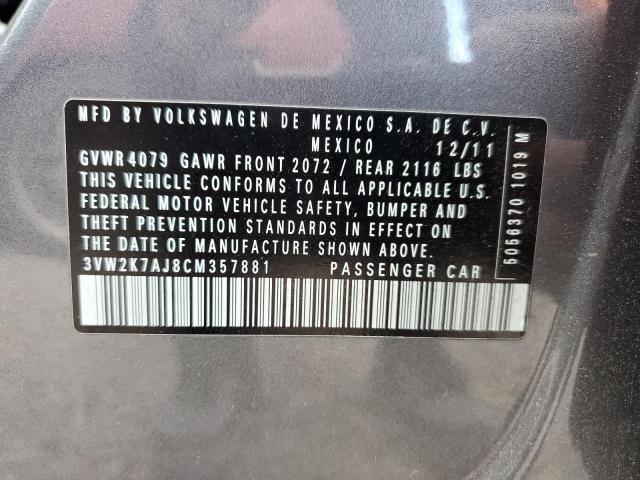 MFD BY VOLKSWAGEN DE MEXICO S.A. DE C.V.
MEXICO 12/11
GVWR 4079 GAWR FRONT 2072 / REAR 2116 LBS
THIS VEHICLE CONFORMS TO ALL APPLICABLE U.S.
FEDERAL MOTOR VEHICLE SAFETY, BUMPER AND
THEFT PREVENTION STANDARDS IN EFFECT ON
THE DATE OF MANUFACTURE SHOWN ABOVE.
3VW2K7AJ8CM357881 PASSENGER CAR
5056370 1019 M